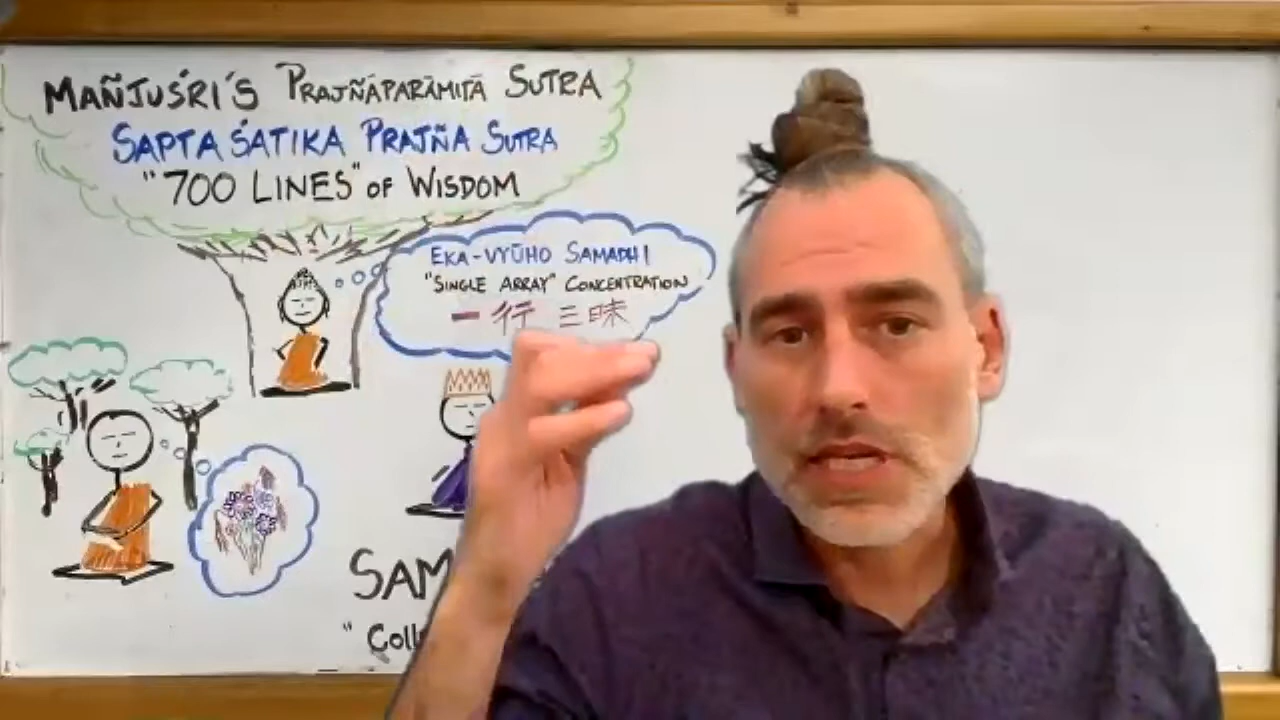 MAÑJUŚRI'S PRAJÑÁPARĀMITĀ SUTRA
SAPTAŚATIKA PRAJÑA SUTRA
"700 LINES" OF WISDOM
EKA-VYŪHO SAMADHI
"SINGLE ARRAY" CONCENTRATION
一行 三昧
SAM
"Coll